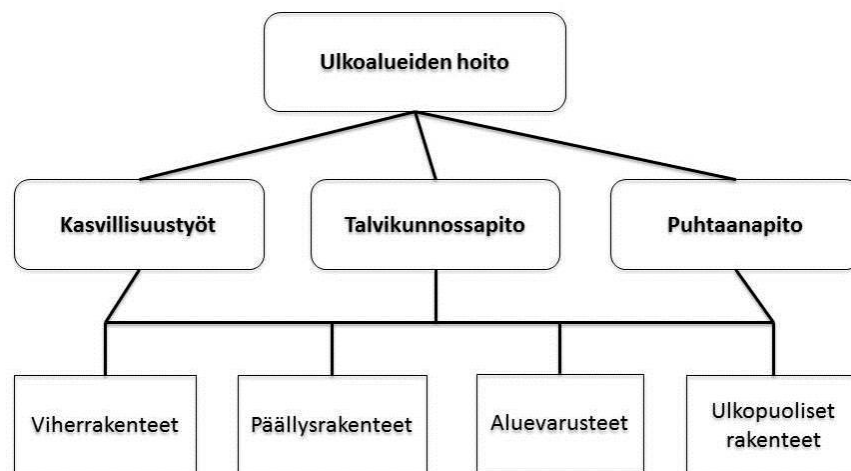 Ulkoalueiden hoito
Kasvillisuustyöt
Talvikunnossapito
Puhtaanapito
Viherrakenteet
Päällysrakenteet
Aluevarusteet
Ulkopuoliset
rakenteet